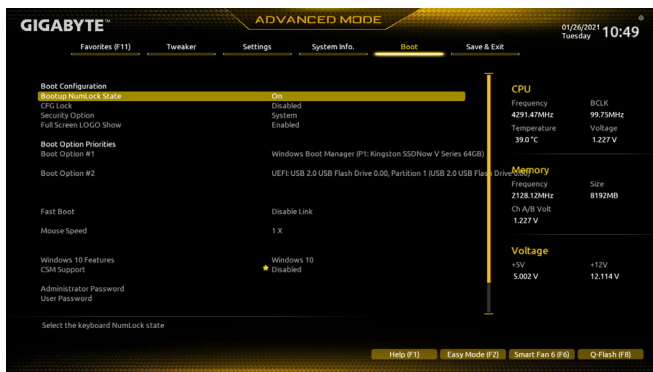 GIGABYTE™
ADVANCED MODE
01/26/2021
Tuesday
10:49
Favorites (F11) Tweaker Settings System Info. Boot Save & Exit
Boot Configuration
Bootup NumLock State On
CFG Lock Disabled
Security Option System
Full Screen LOGO Show Enabled
Boot Option Priorities
Boot Option #1 Windows Boot Manager (P1: Kingston SSDNow V Series 64GB)
Boot Option #2 UEFI: USB 2.0 USB Flash Drive 0.00, Partition 1 (USB 2.0 USB Flash Drive 0.00)
Fast Boot Disable Link
Mouse Speed 1 X
Windows 10 Features Windows 10
CSM Support Disabled
Administrator Password
User Password
Select the keyboard NumLock state
CPU
Frequency BCLK
4291.47MHz 99.75MHz
Temperature Voltage
39.0 °C 1.227 V
Memory
Frequency Size
2128.12MHz 8192MB
Ch A/B Volt
1.227 V
Voltage
+5V +12V
5.002 V 12.114 V
Help (F1) Easy Mode (F2) Smart Fan 6 (F6) Q-Flash (F8)